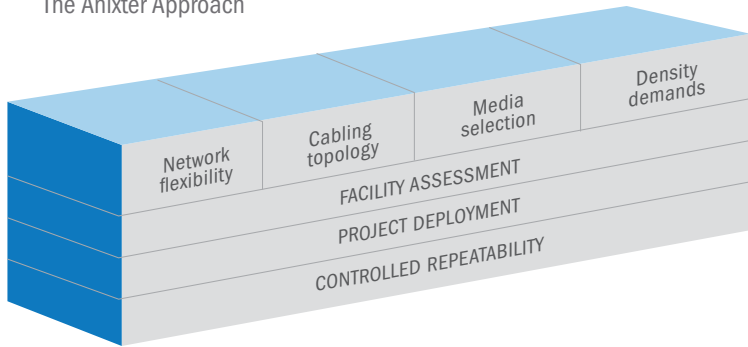 The Anixter Approach
Network
flexibility
Cabling
topology
Media
selection
Density
demands
FACILITY ASSESSMENT
PROJECT DEPLOYMENT
CONTROLLED REPEATABILITY